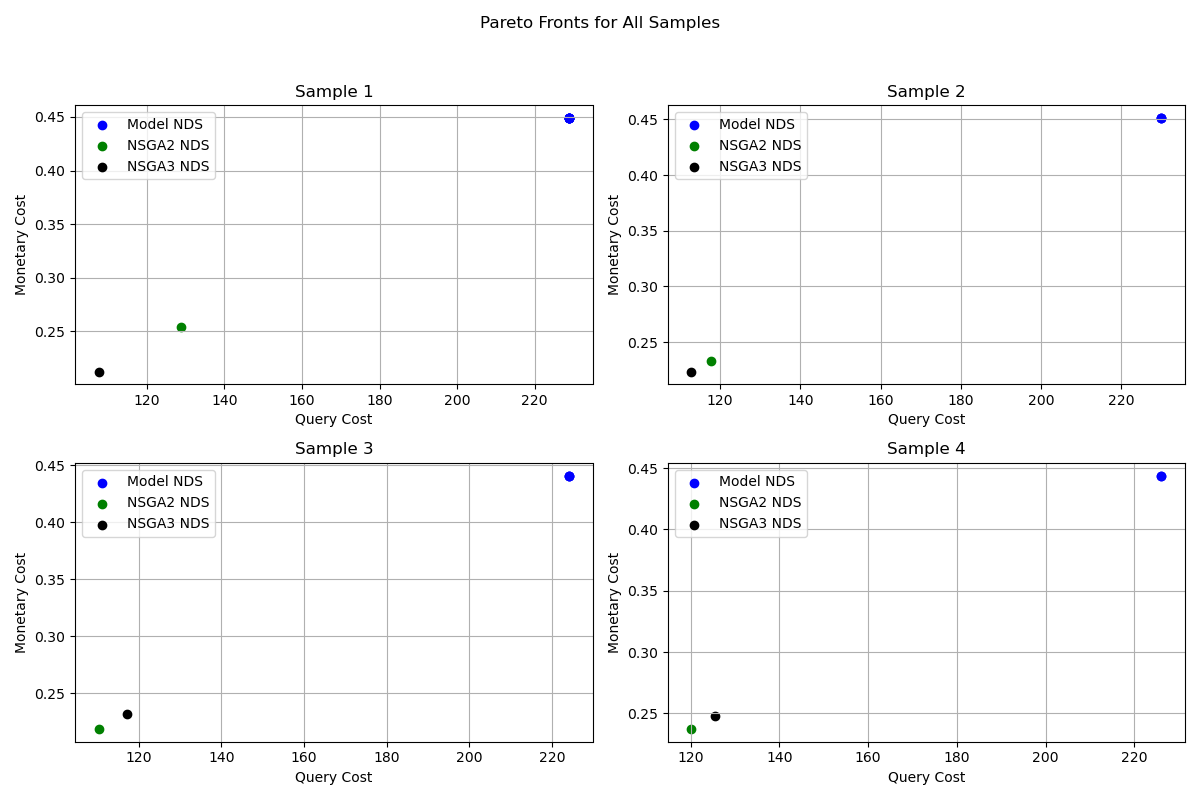 Pareto Fronts for All Samples
Sample 1
Model NDS
NSGA2 NDS
NSGA3 NDS
Monetary Cost
0.45
0.40
0.35
0.30
0.25
120 140 160 180 200 220
Query Cost
Sample 2
Model NDS
NSGA2 NDS
NSGA3 NDS
Monetary Cost
0.45
0.40
0.35
0.30
0.25
120 140 160 180 200 220
Query Cost
Sample 3
Model NDS
NSGA2 NDS
NSGA3 NDS
Monetary Cost
0.45
0.40
0.35
0.30
0.25
120 140 160 180 200 220
Query Cost
Sample 4
Model NDS
NSGA2 NDS
NSGA3 NDS
Monetary Cost
0.45
0.40
0.35
0.30
0.25
120 140 160 180 200 220
Query Cost